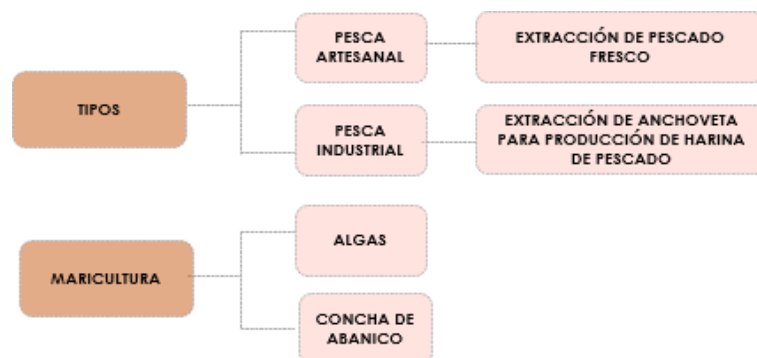 TIPOS
PESCA
ARTESANAL
EXTRACCIÓN DE PESCADO
FRESCO
PESCA
INDUSTRIAL
EXTRACCIÓN DE ANCHOVETA
PARA PRODUCCIÓN DE HARINA
DE PESCADO
MARICULTURA
ALGAS
CONCHA DE
ABANICO